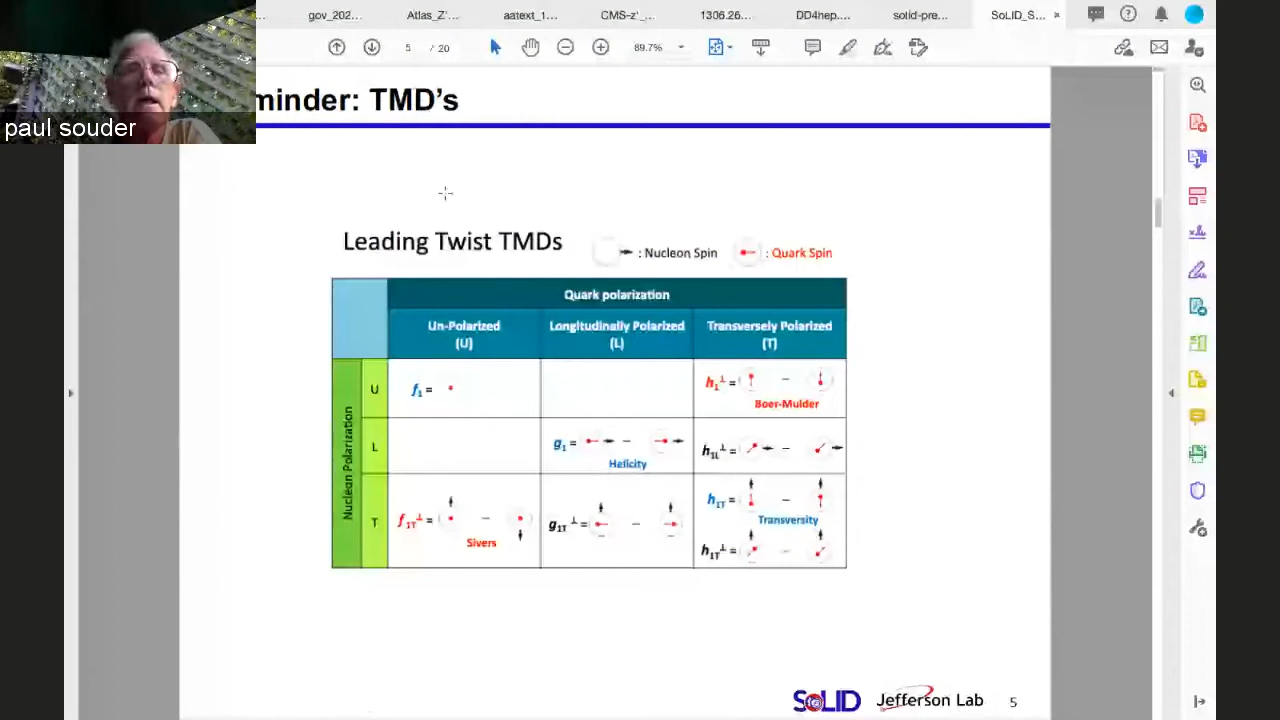 gov_202... Atlas_Z'... aatext_1... CMS-z'_... 1306.26... DD4hep.... solid-pre... SoLID_S... ×
5 / 20 89.7%
paul souder
minder: TMD's
Leading Twist TMDs
: Nucleon Spin : Quark Spin
Quark polarization
Un-Polarized (U)
Longitudinally Polarized (L)
Transversely Polarized (T)
Nucleon Polarization
U
f₁ =
h₁⊥ = –
Boer-Mulder
L
g₁ = –
Helicity
h₁L⊥ = –
T
f₁T⊥ = –
Sivers
g₁T⊥ = –
h₁T = –
Transversity
h₁T⊥ = –
SoLID Jefferson Lab 5